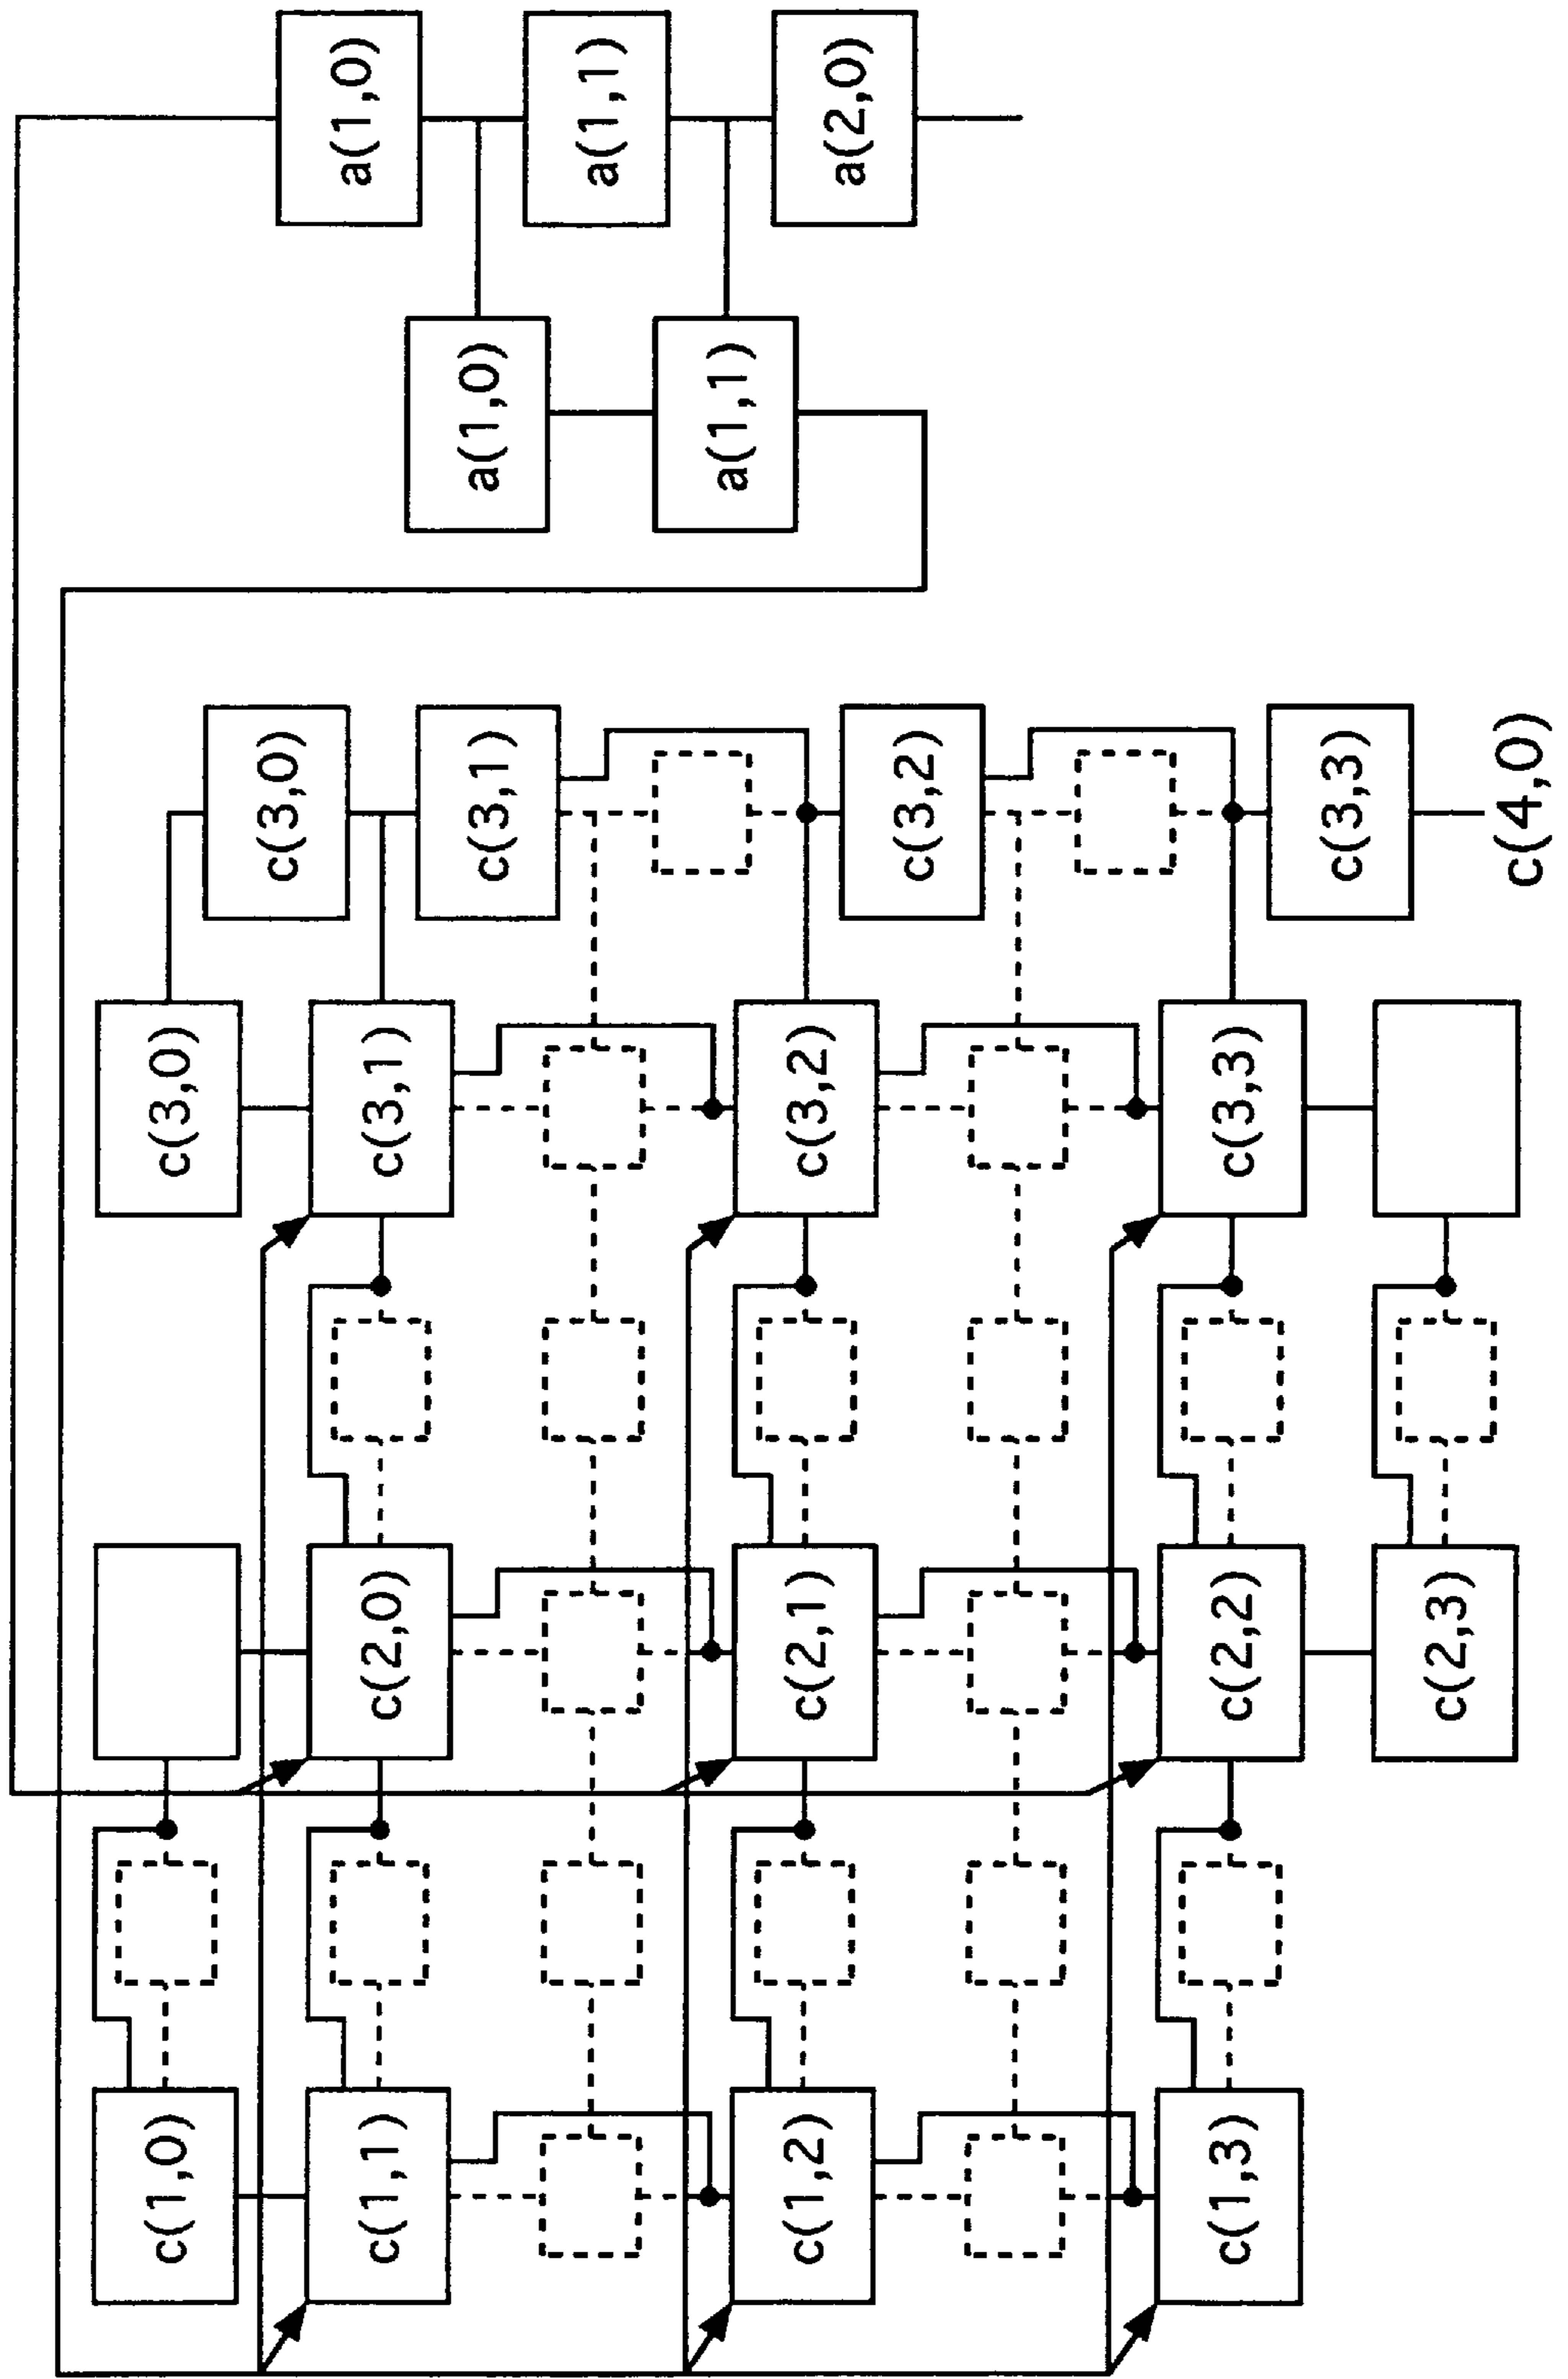 c(1,0)
c(3,0)
c(3,0)
a(1,0)
c(1,1)
c(2,0)
c(3,1)
a(1,0)
c(3,1)
a(1,1)
a(1,1)
c(1,2)
c(2,1)
c(3,2)
a(2,0)
c(3,2)
c(1,3)
c(2,2)
c(3,3)
c(3,3)
c(2,3)
c(4,0)